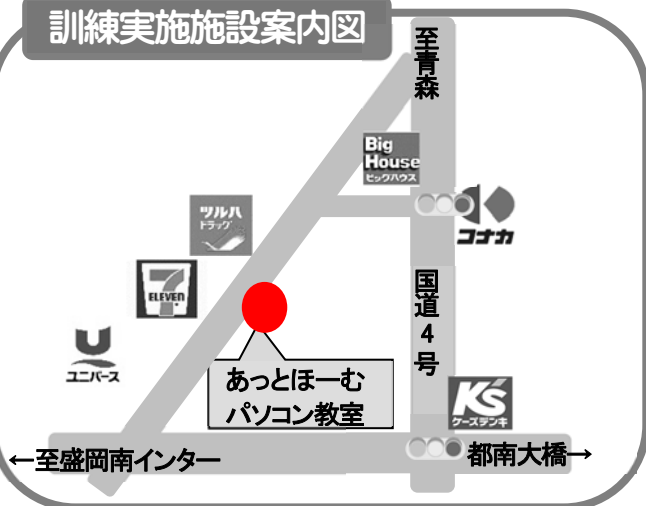 訓練実施施設案内図
至青森
Big
House
ビッグハウス
ツルハ
ドラッグ
コナカ
7
ELEVEN
国道4号
U
ユニバース
あっとほーむ
パソコン教室
K's
ケーズデンキ
←至盛岡南インター
都南大橋→